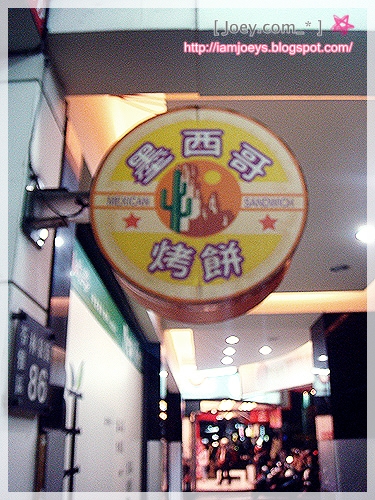 [ Joey.com_* ]
http://iamjoeys.blogspot.com/
墨西哥
MEXICAN SANDWICH
烤餅
86